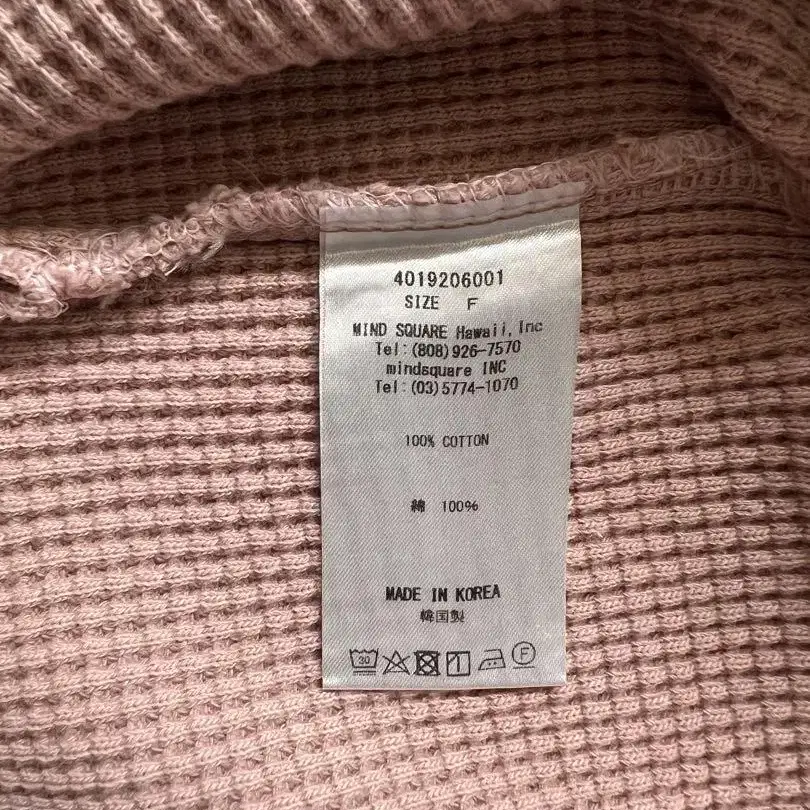 4019206001
SIZE F
MIND SQUARE Hawaii, Inc
Tel:(808)926-7570
mindsquare INC
Tel:(03)5774-1070
100% COTTON
綿 100%
MADE IN KOREA
韓国製
30
F